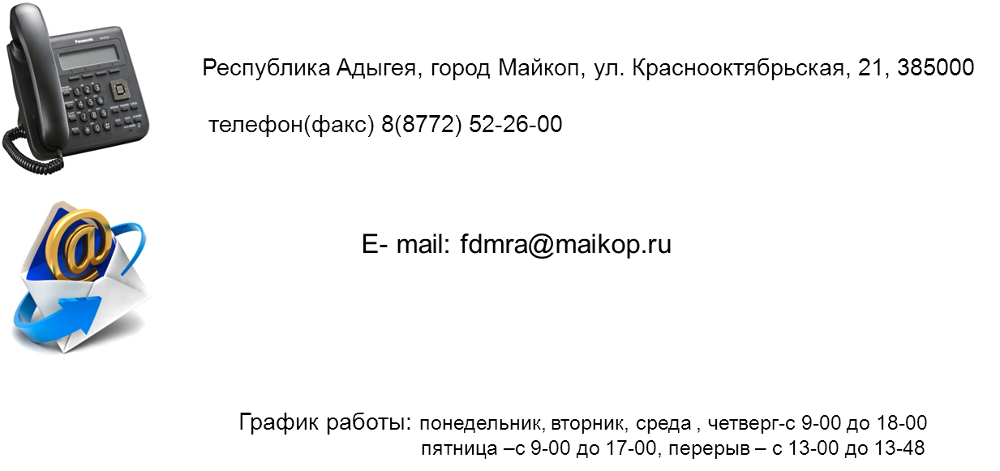 Panasonic
Республика Адыгея, город Майкоп, ул. Краснооктябрьская, 21, 385000
телефон(факс) 8(8772) 52-26-00
@
E- mail: fdmra@maikop.ru
График работы: понедельник, вторник, среда , четверг-с 9-00 до 18-00
пятница –с 9-00 до 17-00, перерыв – с 13-00 до 13-48